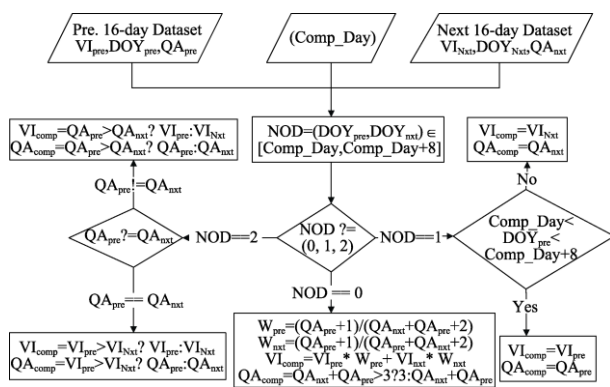 Pre. 16-day Dataset
VI_pre,DOY_pre,QA_pre
(Comp_Day)
Next 16-day Dataset
VI_Nxt,DOY_Nxt,QA_nxt
VI_comp=QA_pre>QA_nxt? VI_pre:VI_Nxt
QA_comp=QA_pre>QA_nxt? QA_pre:QA_nxt
NOD=(DOY_pre,DOY_nxt) ∈
[Comp_Day,Comp_Day+8]
VI_comp=VI_Nxt
QA_comp=QA_nxt
QA_pre!=QA_nxt
No
QA_pre?=QA_nxt
NOD==2
NOD ?=
(0, 1, 2)
NOD==1
Comp_Day<
DOY_pre<
Comp_Day+8
QA_pre== QA_nxt
NOD == 0
Yes
VI_comp=VI_pre>VI_Nxt? VI_pre:VI_Nxt
QA_comp=VI_pre>VI_Nxt? QA_pre:QA_nxt
W_pre=(QA_pre+1)/(QA_nxt+QA_pre+2)
W_nxt=(QA_pre+1)/(QA_nxt+QA_pre+2)
VI_comp=VI_pre* W_pre+VI_nxt* W_nxt
QA_comp=QA_nxt+QA_pre>3?3:QA_nxt+QA_pre
VI_comp=VI_pre
QA_comp=QA_pre